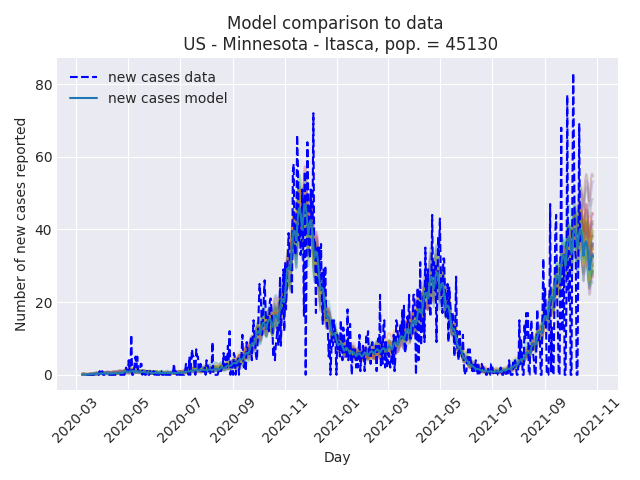 Model comparison to data
US - Minnesota - Itasca, pop. = 45130
new cases data
new cases model
Number of new cases reported
80
60
40
20
0
2020-03
2020-05
2020-07
2020-09
2020-11
2021-01
2021-03
2021-05
2021-07
2021-09
2021-11
Day